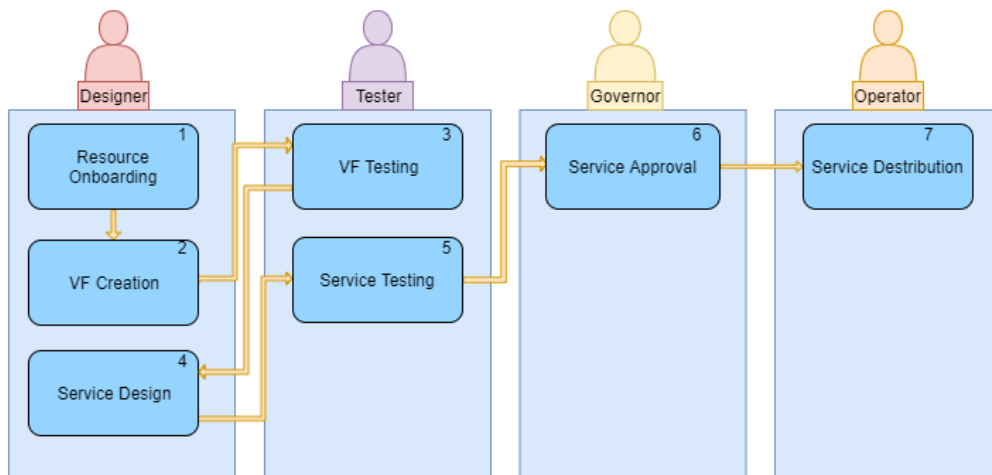 Designer
Tester
Governor
Operator
1
Resource
Onboarding
3
VF Testing
6
Service Approval
7
Service Destribution
2
VF Creation
5
Service Testing
4
Service Design